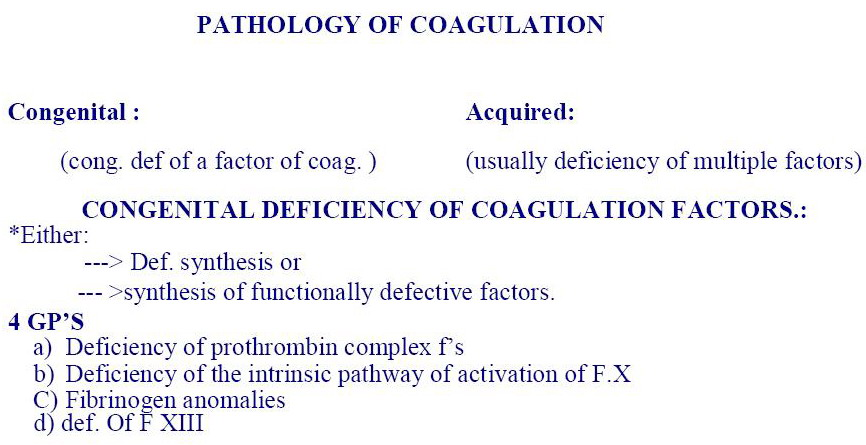 PATHOLOGY OF COAGULATION
Congenital : Acquired:
(cong. def of a factor of coag. ) (usually deficiency of multiple factors)
CONGENITAL DEFICIENCY OF COAGULATION FACTORS.:
*Either:
---> Def. synthesis or
--- >synthesis of functionally defective factors.
4 GP’S
a) Deficiency of prothrombin complex f’s
b) Deficiency of the intrinsic pathway of activation of F.X
C) Fibrinogen anomalies
d) def. Of F XIII